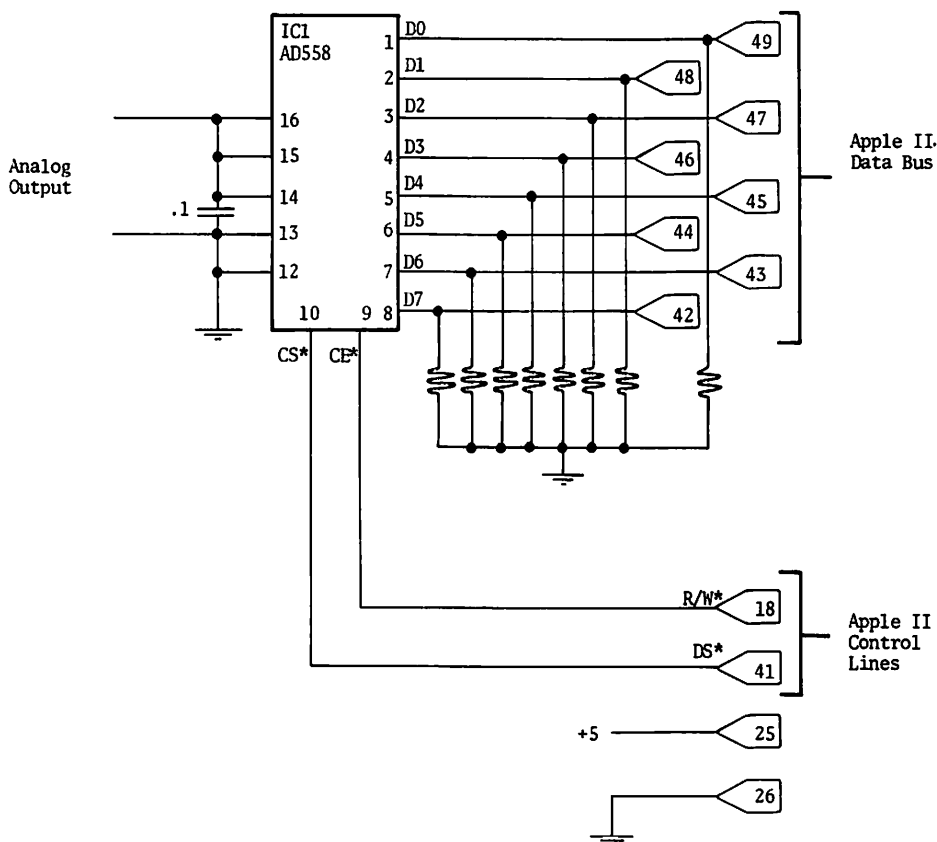 IC1
AD558
1
D0
49
2
D1
48
16
3
D2
47
15
4
D3
46
Apple II.
Data Bus
Analog
Output
14
5
D4
45
.1
13
6
D5
44
12
7
D6
43
10
9
8
D7
42
CS*
CE*
R/W*
18
Apple II
Control
Lines
DS*
41
+5
25
26